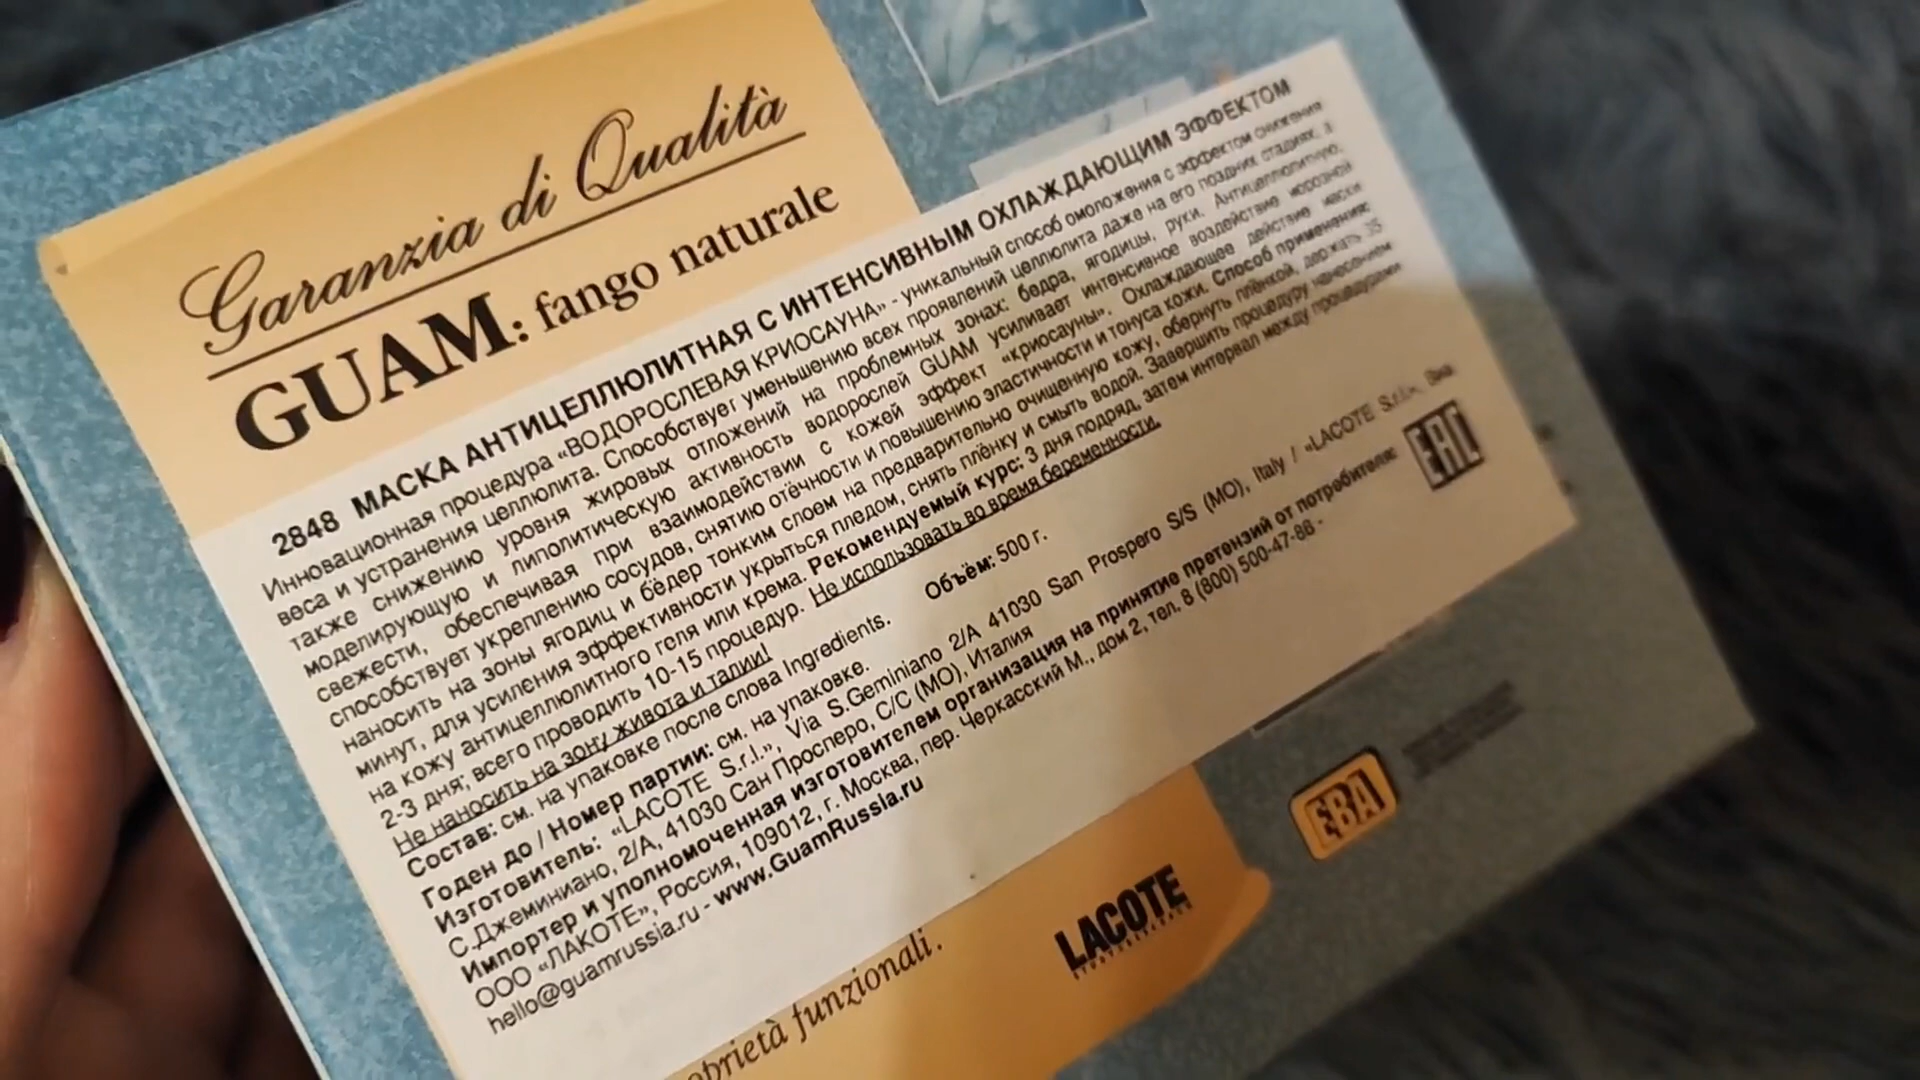 Garanzia di Qualità
GUAM: fango naturale
2848 МАСКА АНТИЦЕЛЛЮЛИТНАЯ С ИНТЕНСИВНЫМ ОХЛАЖДАЮЩИМ ЭФФЕКТОМ
Инновационная процедура «ВОДОРОСЛЕВАЯ КРИОСАУНА» - уникальный способ омоложения с эффектом снижения
веса и устранения целлюлита. Способствует уменьшению всех проявлений целлюлита даже на его поздних стадиях, а
также снижению уровня жировых отложений на проблемных зонах: бедра, ягодицы, руки. Антицеллюлитную,
моделирующую и липолитическую активность водорослей GUAM усиливает интенсивное воздействие морозной
свежести, обеспечивая при взаимодействии с кожей эффект «криосауны». Охлаждающее действие маски
способствует укреплению сосудов, снятию отёчности и повышению эластичности и тонуса кожи. Способ применения:
наносить на зоны ягодиц и бёдер тонким слоем на предварительно очищенную кожу, обернуть плёнкой, держать 35
минут, для усиления эффективности укрыться пледом, снять плёнку и смыть водой. Завершить процедуру нанесением
на кожу антицеллюлитного геля или крема. Рекомендуемый курс: 3 дня подряд, затем интервал между процедурами
2-3 дня; всего проводить 10-15 процедур. Не использовать во время беременности.
Не наносить на зону живота и талии!
Состав: см. на упаковке после слова Ingredients. Объём: 500 г.
Годен до / Номер партии: см. на упаковке.
Изготовитель: «LACOTE S.r.l.», Via S.Geminiano 2/A 41030 San Prospero S/S (MO), Italy / «LACOTE S.r.l.», Виа
С.Джеминиано, 2/А, 41030 Сан Просперо, С/С (МО), Италия
Импортер и уполномоченная изготовителем организация на принятие претензий от потребителя:
ООО «ЛАКОТЕ», Россия, 109012, г. Москва, пер. Черкасский М., дом 2, тел. 8 (800) 500-47-86 -
hello@guamrussia.ru - www.GuamRussia.ru
EAC
EBA
LACOTE
funzionali.